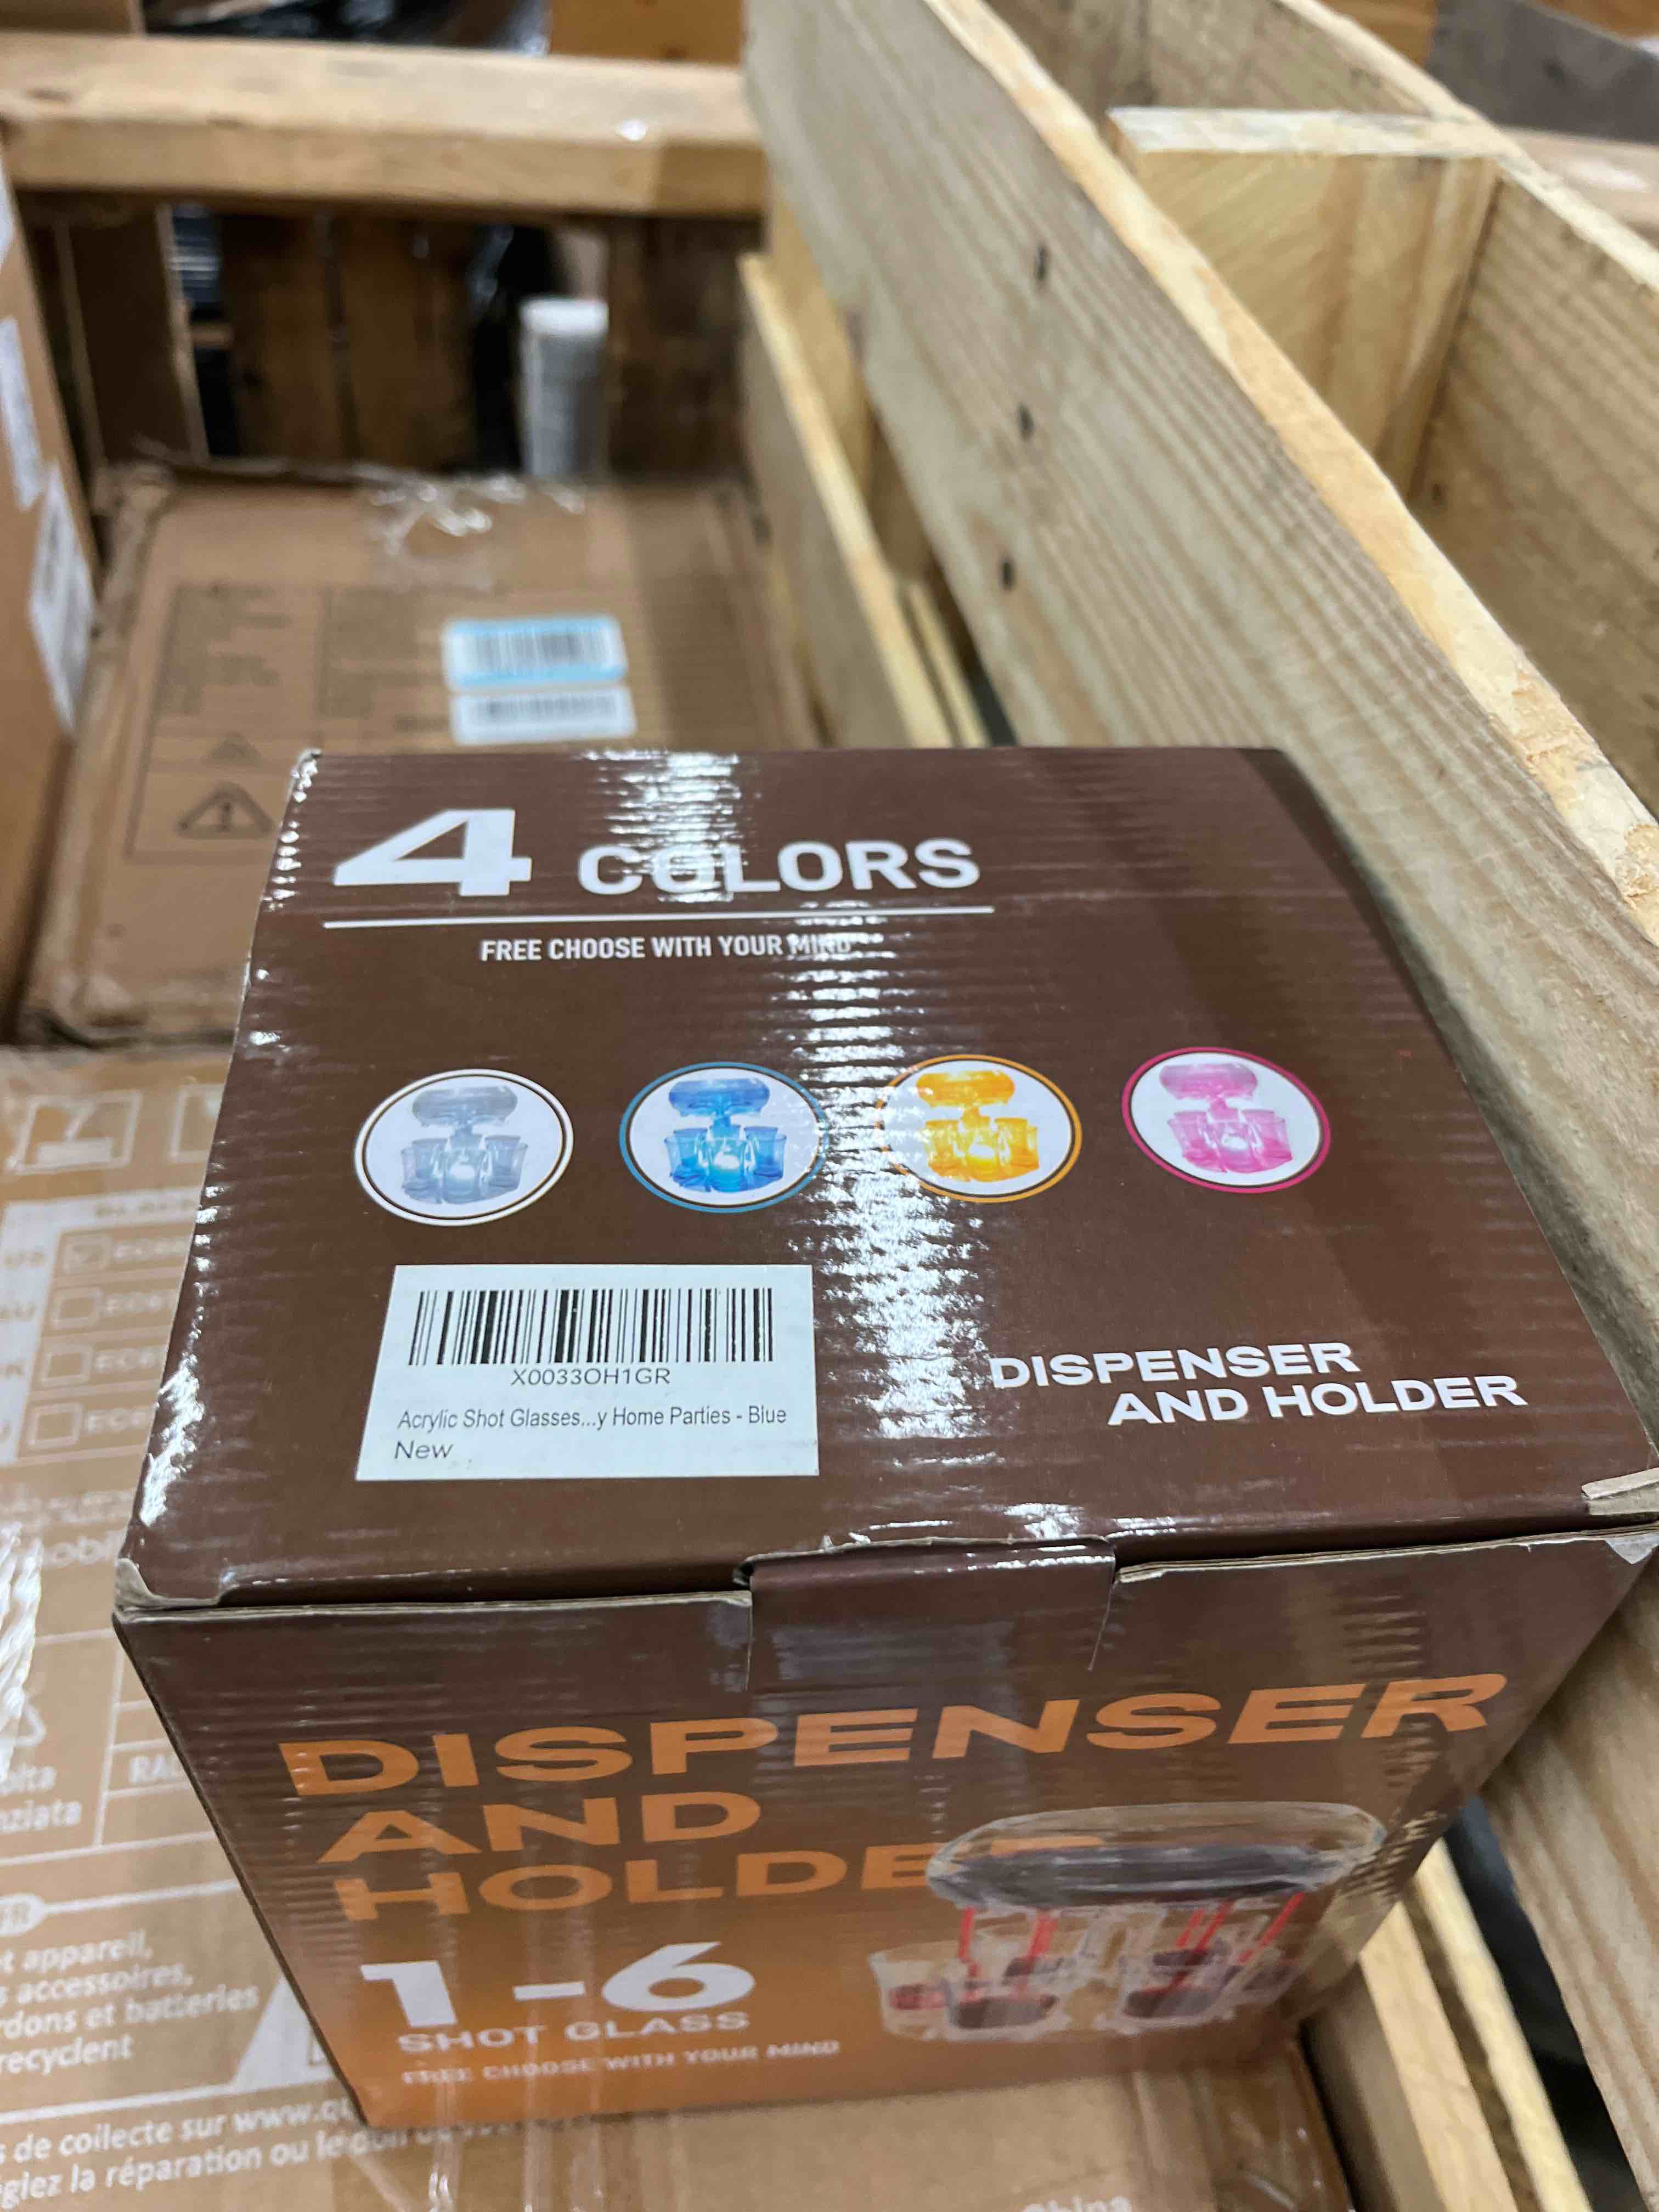 4 COLORS
FREE CHOOSE WITH YOUR MIND
X0033OH1GR
Acrylic Shot Glasses...y Home Parties - Blue
New
DISPENSER
AND HOLDER
DISPENSER
AND
HOLDE
1-6
SHOT GLASS
FREE CHOOSE WITH YOUR MIND
t appareil,
accessoires,
rdons et batteries
recyclent
de collecte sur www.q
giez la réparation ou le don